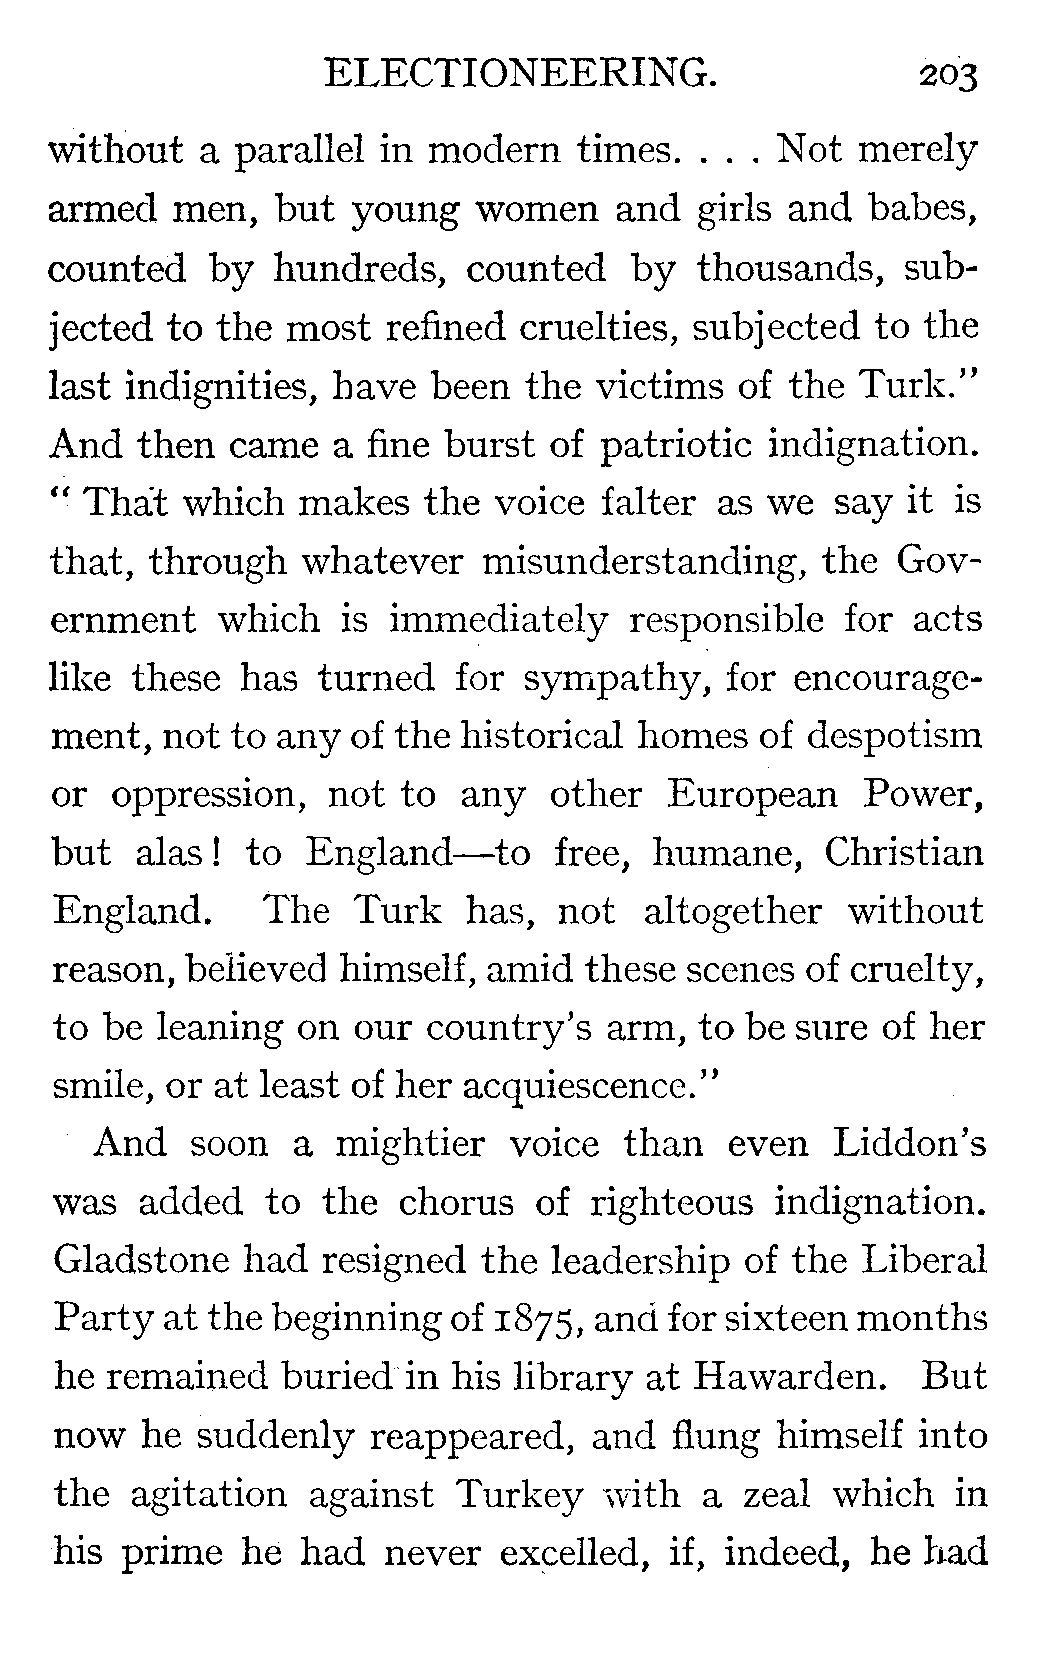 ELECTIONEERING. 203
without a parallel in modern times. . . . Not merely
armed men, but young women and girls and babes,
counted by hundreds, counted by thousands, sub-
jected to the most refined cruelties, subjected to the
last indignities, have been the victims of the Turk."
And then came a fine burst of patriotic indignation.
" That which makes the voice falter as we say it is
that, through whatever misunderstanding, the Gov-
ernment which is immediately responsible for acts
like these has turned for sympathy, for encourage-
ment, not to any of the historical homes of despotism
or oppression, not to any other European Power,
but alas ! to England—to free, humane, Christian
England. The Turk has, not altogether without
reason, believed himself, amid these scenes of cruelty,
to be leaning on our country's arm, to be sure of her
smile, or at least of her acquiescence."
And soon a mightier voice than even Liddon's
was added to the chorus of righteous indignation.
Gladstone had resigned the leadership of the Liberal
Party at the beginning of 1875, and for sixteen months
he remained buried in his library at Hawarden. But
now he suddenly reappeared, and flung himself into
the agitation against Turkey with a zeal which in
his prime he had never excelled, if, indeed, he had